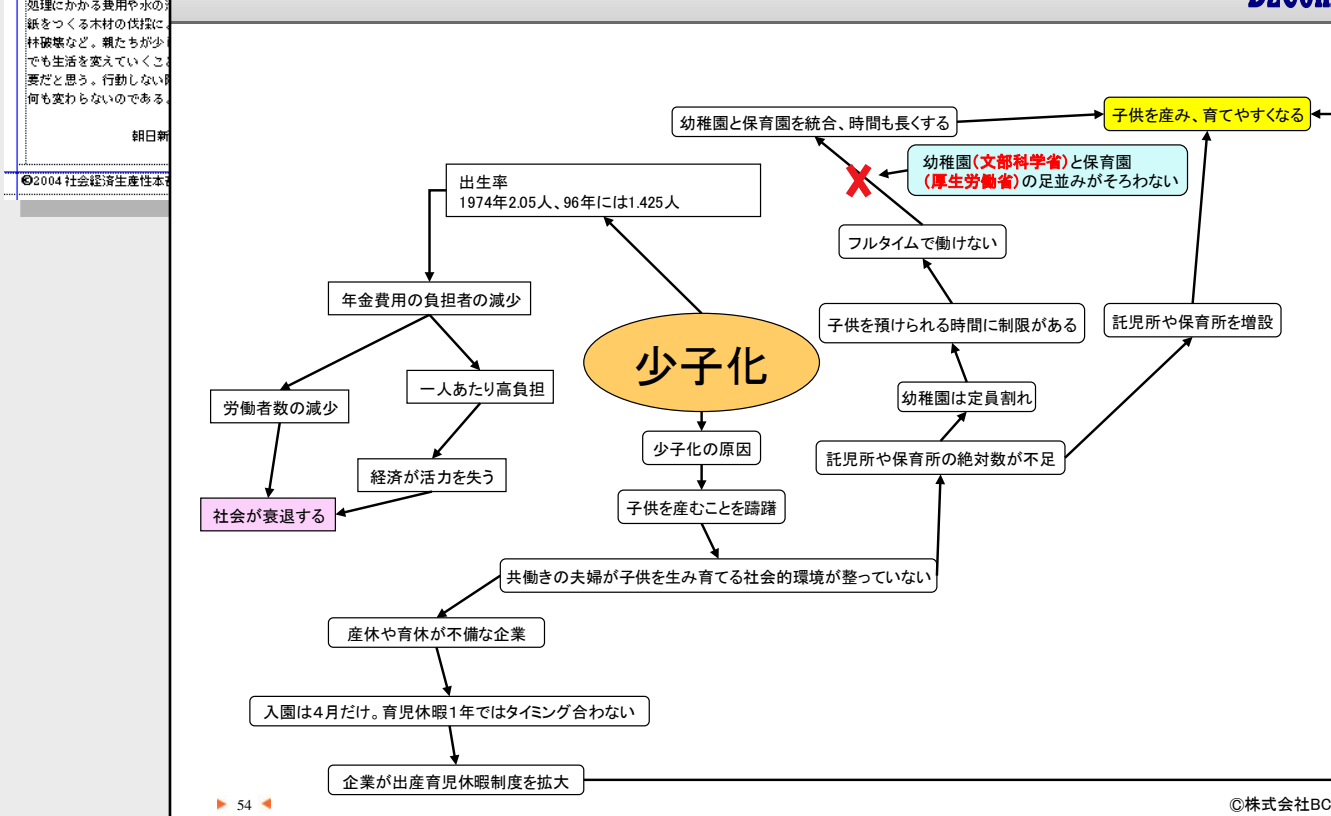 処理にかかる費用や水の
紙をつくる木材の伐採に
林破壊など。親たちが少
でも生活を変えていくこ
要だと思う。行動しない
何も変わらないのである。
朝日新
©2004 社会経済生産性本
幼稚園と保育園を統合、時間も長くする
子供を産み、育てやすくなる
幼稚園(文部科学省)と保育園
(厚生労働省)の足並みがそろわない
出生率
1974年2.05人、96年には1.425人
フルタイムで働けない
年金費用の負担者の減少
子供を預けられる時間に制限がある
託児所や保育所を増設
少子化
一人あたり高負担
労働者数の減少
幼稚園は定員割れ
少子化の原因
託児所や保育所の絶対数が不足
経済が活力を失う
社会が衰退する
子供を産むことを躊躇
共働きの夫婦が子供を生み育てる社会的環境が整っていない
産休や育休が不備な企業
入園は4月だけ。育児休暇1年ではタイミング合わない
企業が出産育児休暇制度を拡大
54
©株式会社BC